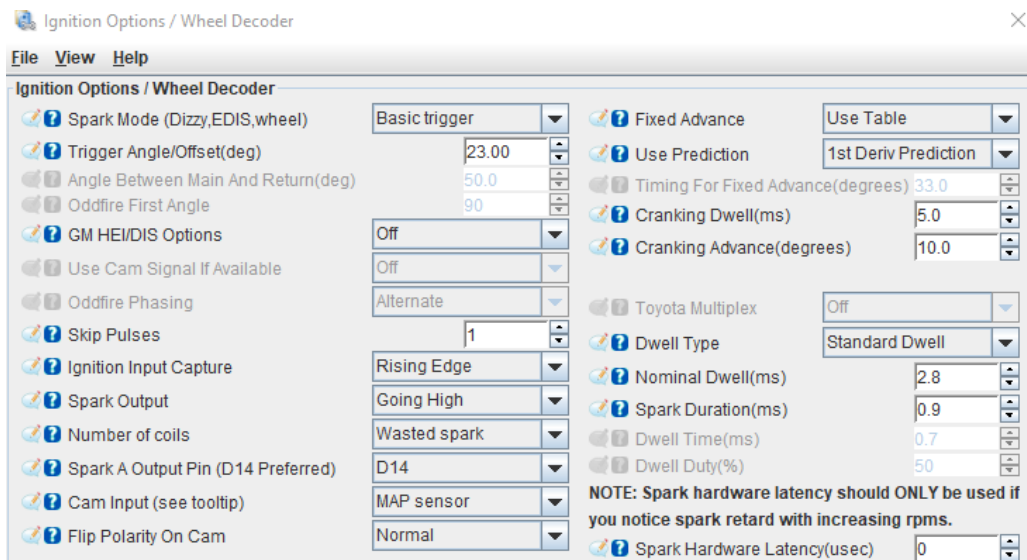 Ignition Options / Wheel Decoder
File View Help
Ignition Options / Wheel Decoder
Spark Mode (Dizzy,EDIS,wheel) Basic trigger
Trigger Angle/Offset(deg) 23.00
Angle Between Main And Return(deg) 50.0
Oddfire First Angle 90
GM HEI/DIS Options Off
Use Cam Signal If Available Off
Oddfire Phasing Alternate
Skip Pulses 1
Ignition Input Capture Rising Edge
Spark Output Going High
Number of coils Wasted spark
Spark A Output Pin (D14 Preferred) D14
Cam Input (see tooltip) MAP sensor
Flip Polarity On Cam Normal
Fixed Advance Use Table
Use Prediction 1st Deriv Prediction
Timing For Fixed Advance(degrees) 33.0
Cranking Dwell(ms) 5.0
Cranking Advance(degrees) 10.0
Toyota Multiplex Off
Dwell Type Standard Dwell
Nominal Dwell(ms) 2.8
Spark Duration(ms) 0.9
Dwell Time(ms) 0.7
Dwell Duty(%) 50
NOTE: Spark hardware latency should ONLY be used if
you notice spark retard with increasing rpms.
Spark Hardware Latency(usec) 0